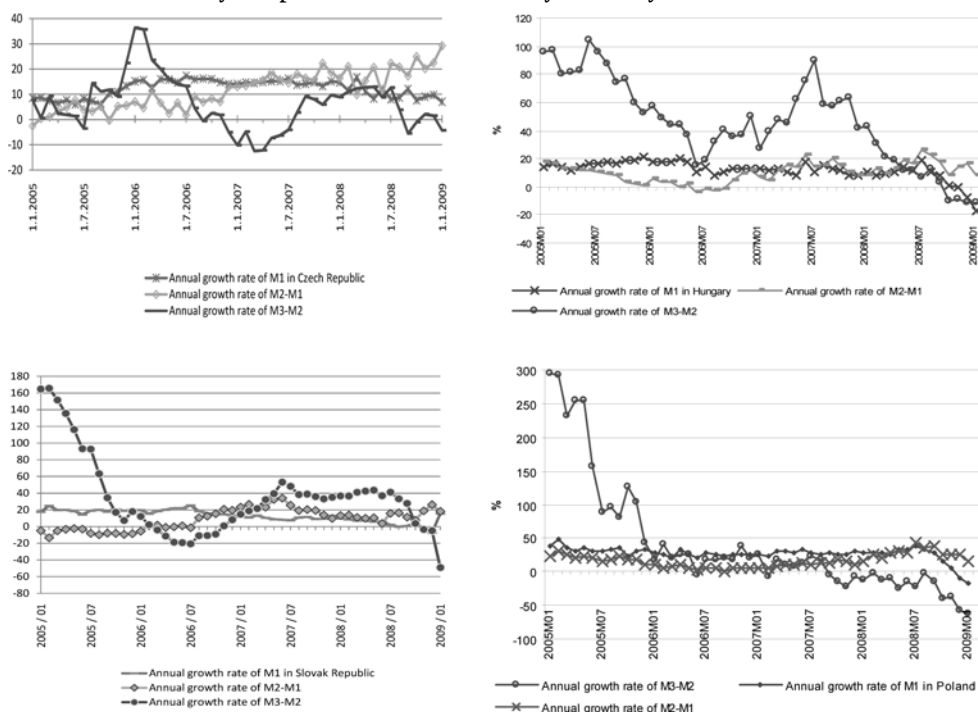 40
30
20
10
0
-10
-20
1.1.2005
1.7.2005
1.1.2006
1.7.2006
1.1.2007
1.7.2007
1.1.2008
1.7.2008
1.1.2009
Annual growth rate of M1 in Czech Republic
Annual growth rate of M2-M1
Annual growth rate of M3-M2
%
120
100
80
60
40
20
0
-20
-40
2005M01
2005M07
2006M01
2006M07
2007M01
2007M07
2008M01
2008M07
2009M01
Annual growth rate of M1 in Hungary
Annual growth rate of M2-M1
Annual growth rate of M3-M2
180
160
140
120
100
80
60
40
20
0
-20
-40
-60
-80
2005 / 01
2005 / 07
2006 / 01
2006 / 07
2007 / 01
2007 / 07
2008 / 01
2008 / 07
2009 / 01
Annual growth rate of M1 in Slovak Republic
Annual growth rate of M2-M1
Annual growth rate of M3-M2
%
300
250
200
150
100
50
0
-50
-100
2005M01
2005M07
2006M01
2006M07
2007M01
2007M07
2008M01
2008M07
2009M01
Annual growth rate of M3-M2
Annual growth rate of M1 in Poland
Annual growth rate of M2-M1